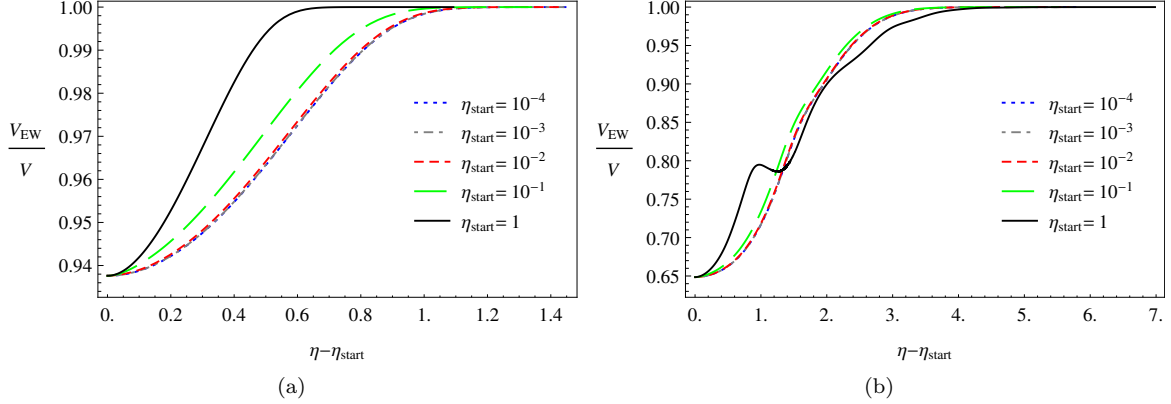 1.00
0.99
0.98
0.97
0.96
0.95
0.94
V_EW
V
η_start = 10^-4
η_start = 10^-3
η_start = 10^-2
η_start = 10^-1
η_start = 1
0. 0.2 0.4 0.6 0.8 1. 1.2 1.4
η−η_start
(a)
1.00
0.95
0.90
0.85
0.80
0.75
0.70
0.65
V_EW
V
η_start = 10^-4
η_start = 10^-3
η_start = 10^-2
η_start = 10^-1
η_start = 1
0. 1. 2. 3. 4. 5. 6. 7.
η−η_start
(b)